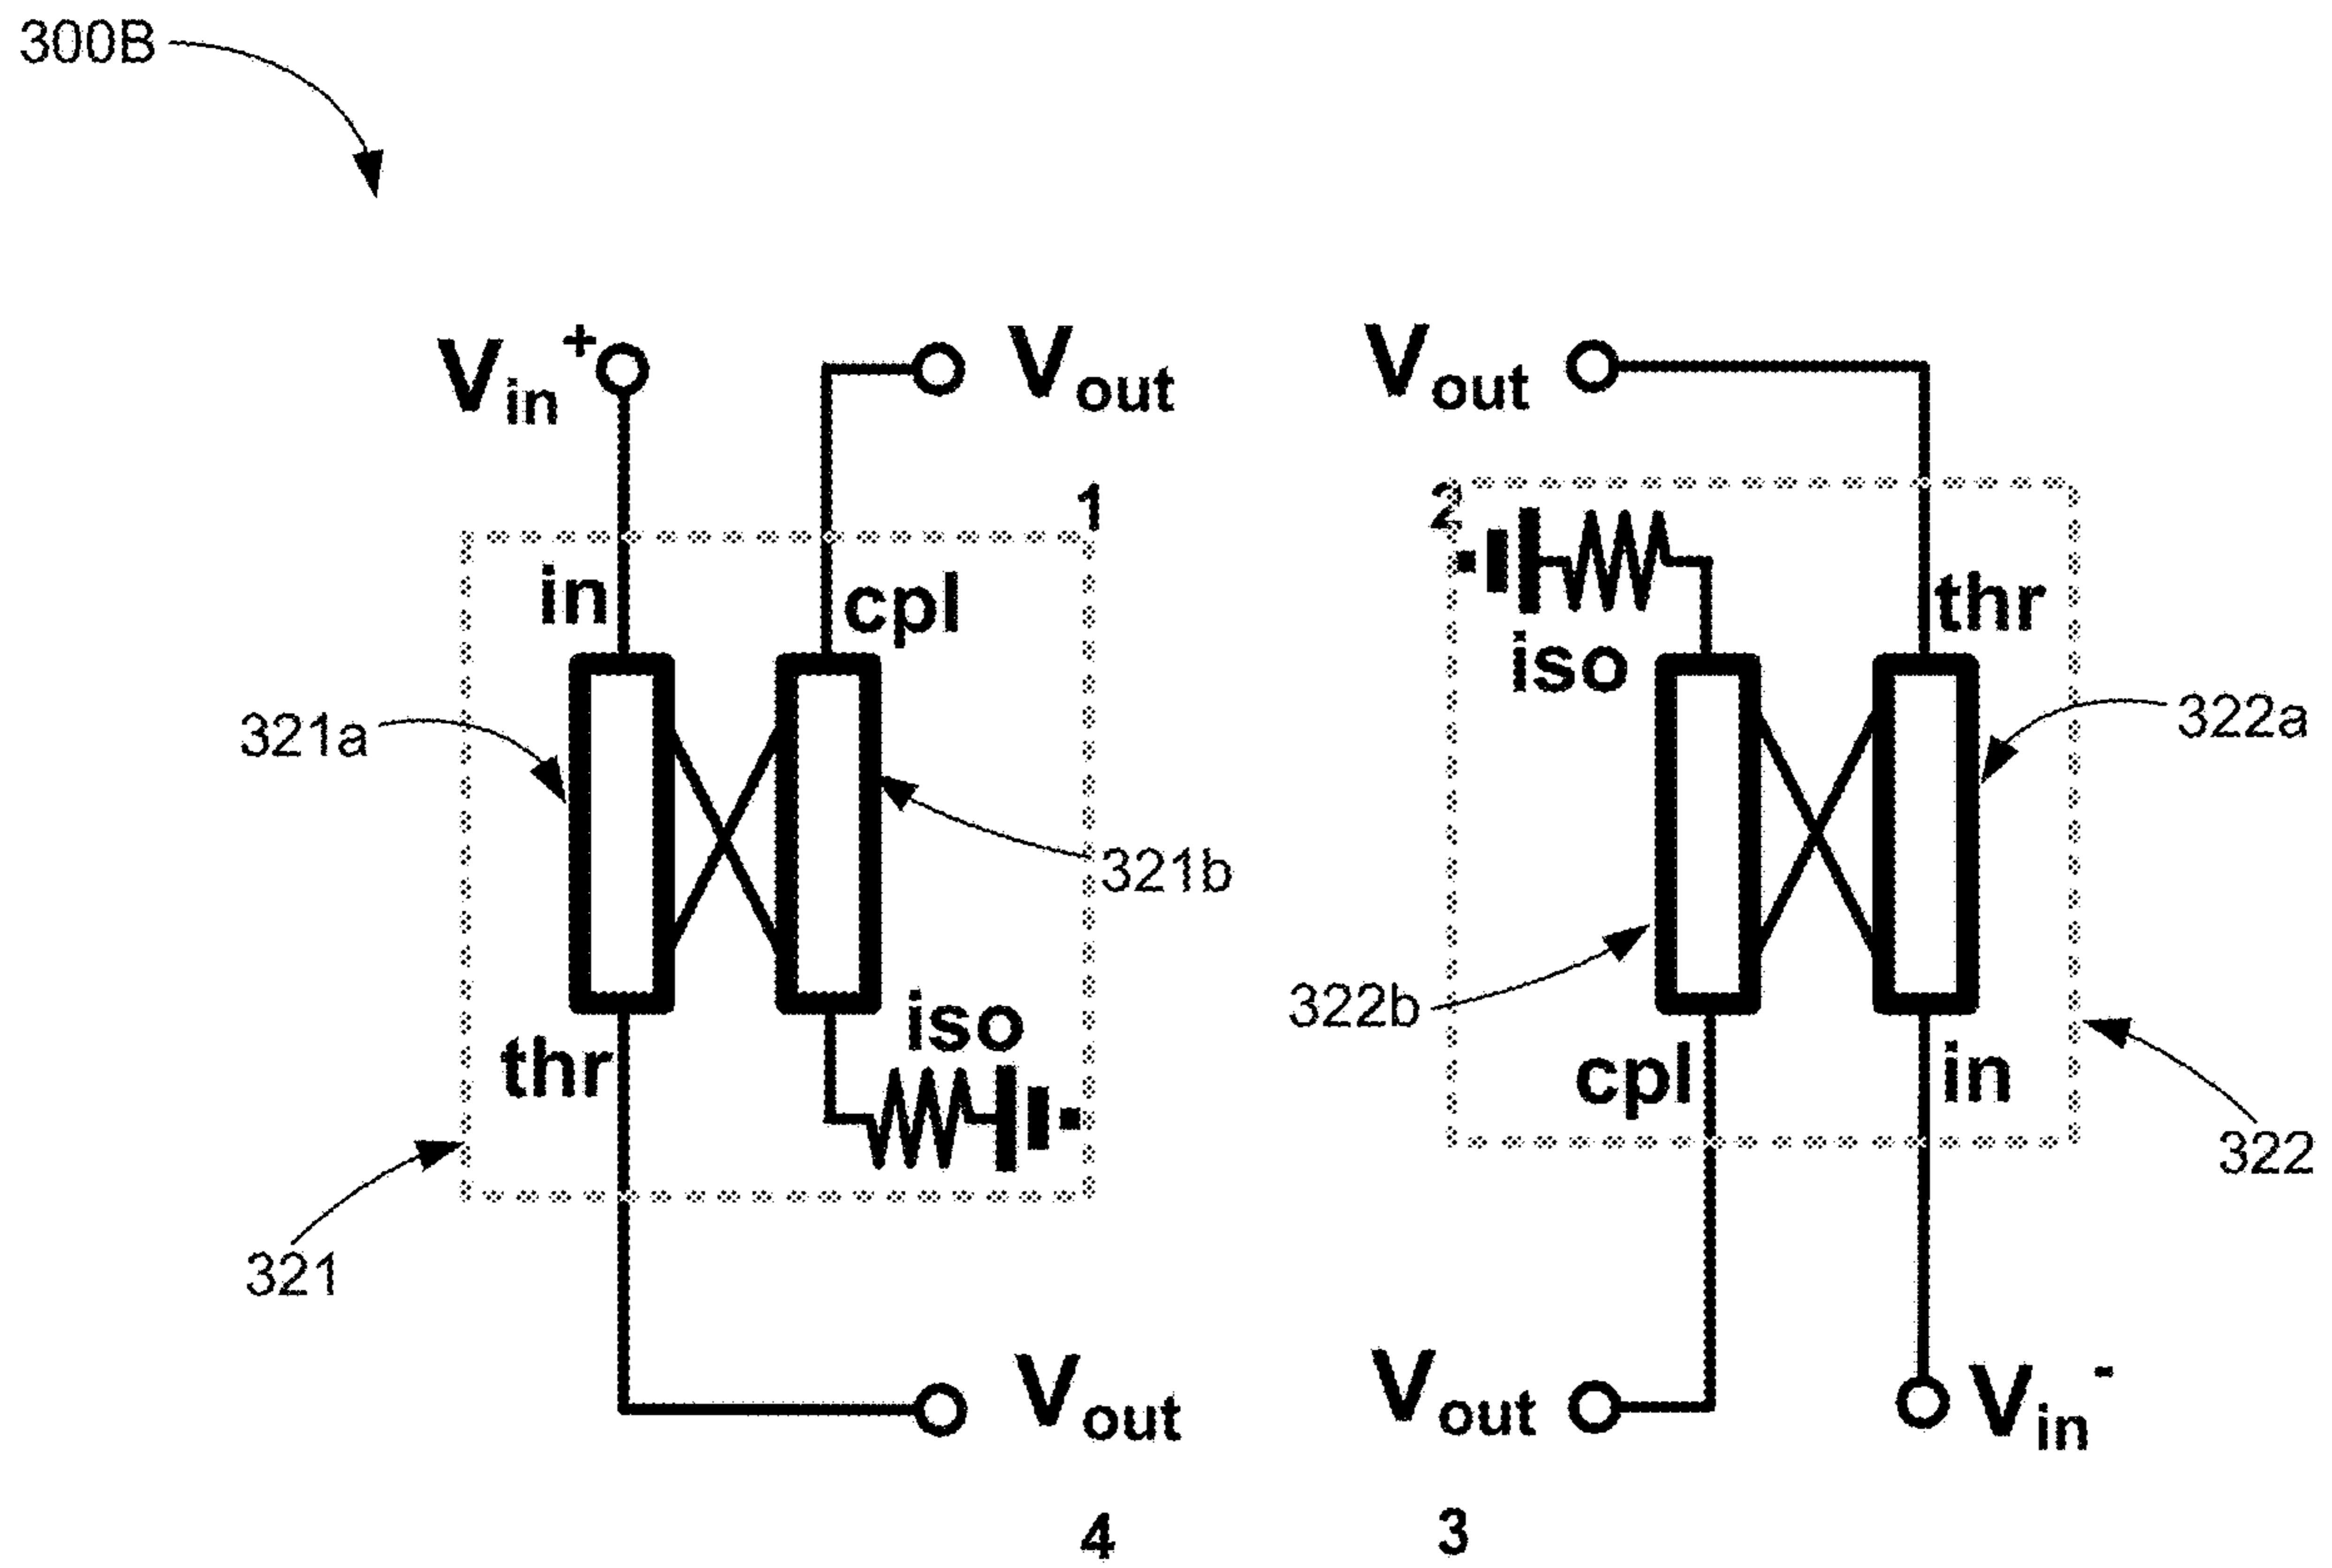 300B
Vin+ Vout Vout
1 2
in cpl thr
iso
321a 322a
321b
322b
iso
thr cpl in
322
321
Vout Vout Vin-
4 3